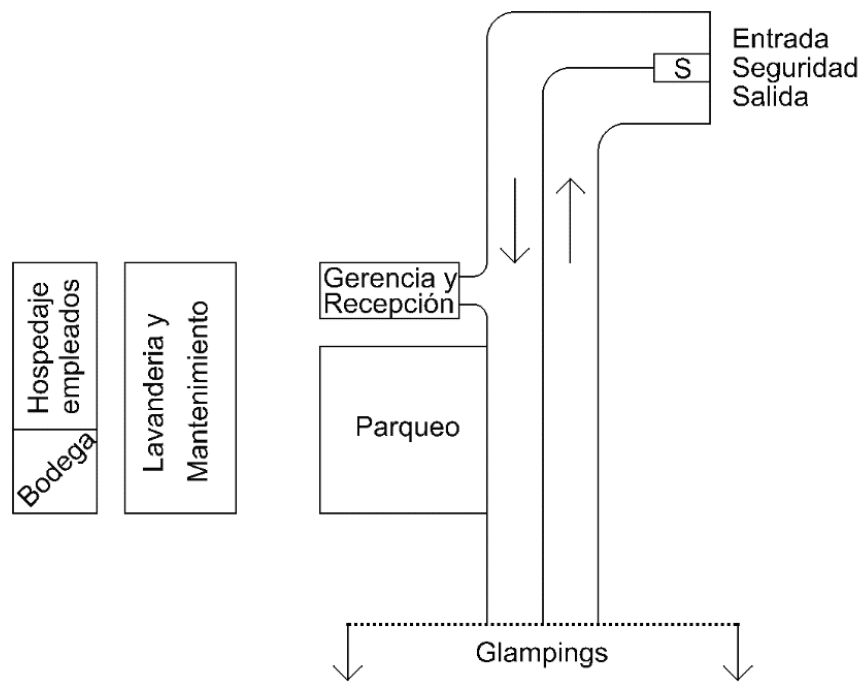 Entrada
S Seguridad
Salida
Gerencia y
Recepción
Hospedaje
empleados
Bodega
Lavanderia y
Mantenimiento
Parqueo
Glampings